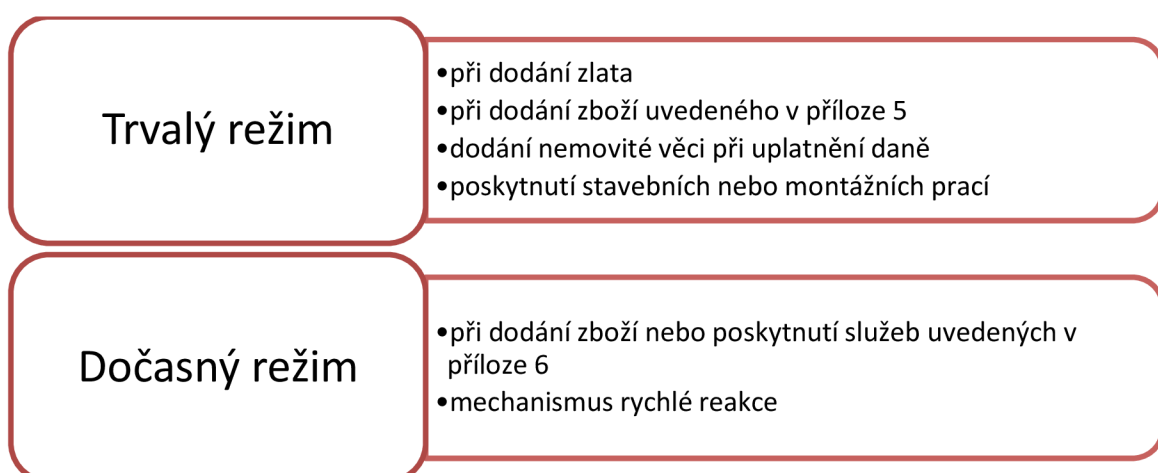 Trvalý režim
•při dodání zlata
•při dodání zboží uvedeného v příloze 5
•dodání nemovité věci při uplatnění daně
•poskytnutí stavebních nebo montážních prací
Dočasný režim
•při dodání zboží nebo poskytnutí služeb uvedených v
příloze 6
•mechanismus rychlé reakce